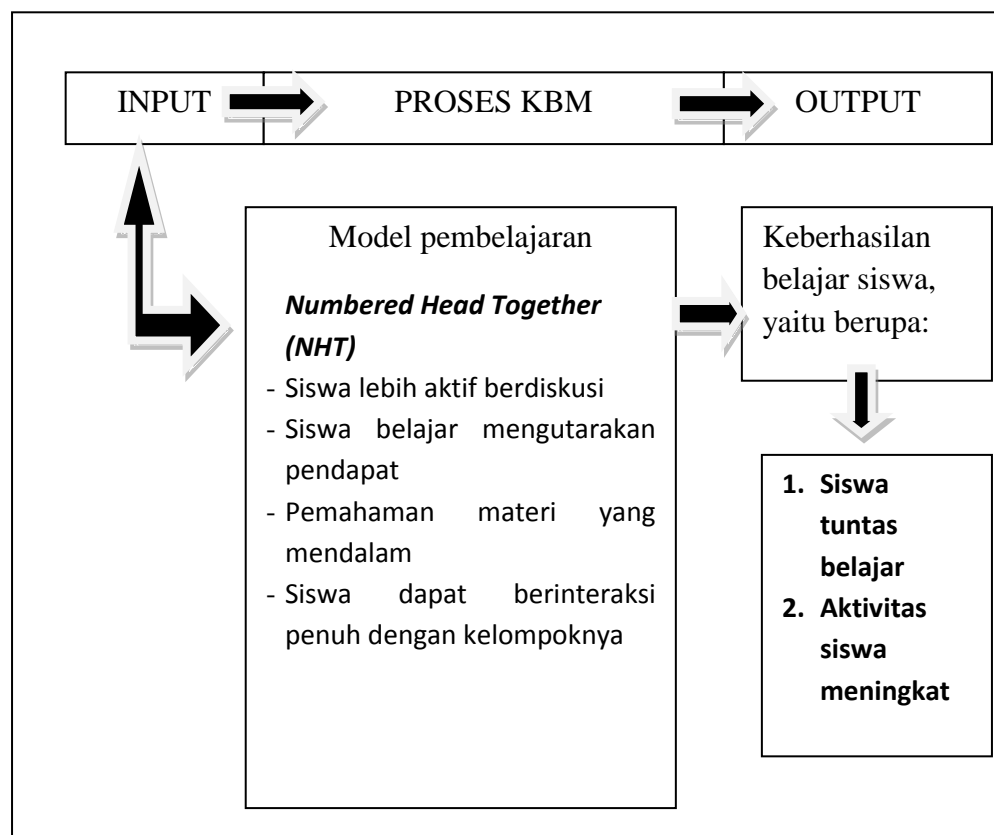 INPUT
PROSES KBM
OUTPUT
Model pembelajaran
Numbered Head Together
(NHT)
- Siswa lebih aktif berdiskusi
- Siswa belajar mengutarakan
pendapat
- Pemahaman materi yang
mendalam
- Siswa dapat berinteraksi
penuh dengan kelompoknya
Keberhasilan
belajar siswa,
yaitu berupa:
1. Siswa
tuntas
belajar
2. Aktivitas
siswa
meningkat